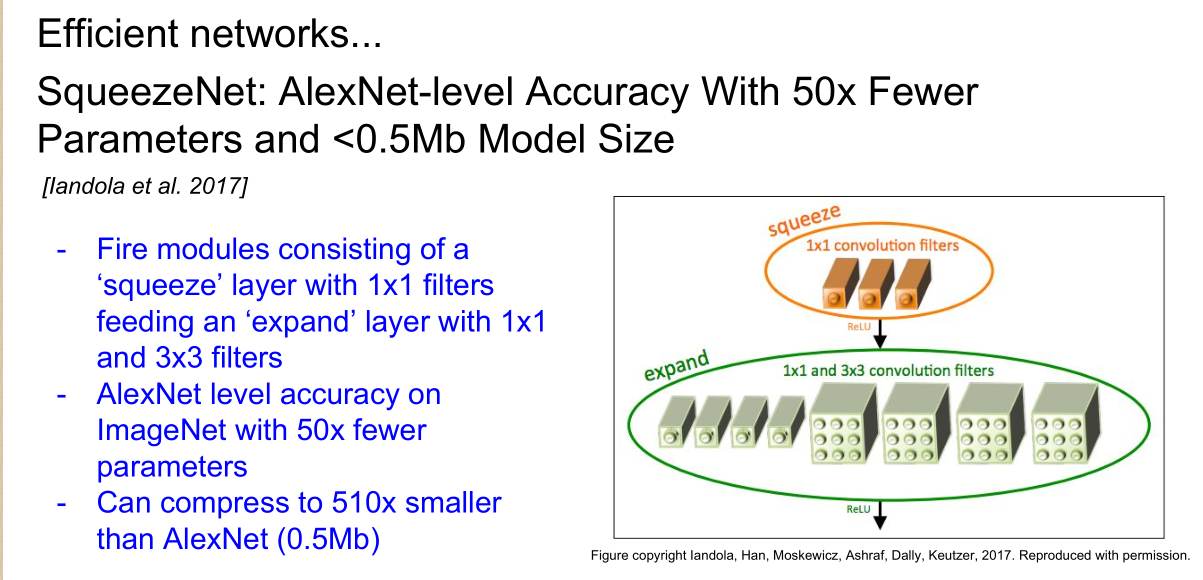 Efficient networks...
SqueezeNet: AlexNet-level Accuracy With 50x Fewer
Parameters and <0.5Mb Model Size
[Iandola et al. 2017]
- Fire modules consisting of a
‘squeeze’ layer with 1x1 filters
feeding an ‘expand’ layer with 1x1
and 3x3 filters
- AlexNet level accuracy on
ImageNet with 50x fewer
parameters
- Can compress to 510x smaller
than AlexNet (0.5Mb)
squeeze
1x1 convolution filters
ReLU
expand
1x1 and 3x3 convolution filters
ReLU
Figure copyright Iandola, Han, Moskewicz, Ashraf, Dally, Keutzer, 2017. Reproduced with permission.